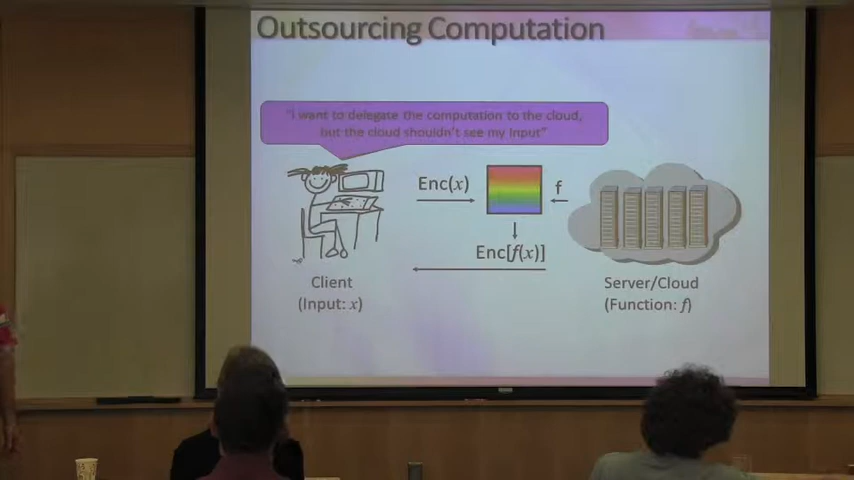 Outsourcing Computation
"I want to delegate the computation to the cloud,
but the cloud shouldn't see my input"
Enc(x)
f
Enc[f(x)]
Client
(Input: x)
Server/Cloud
(Function: f)